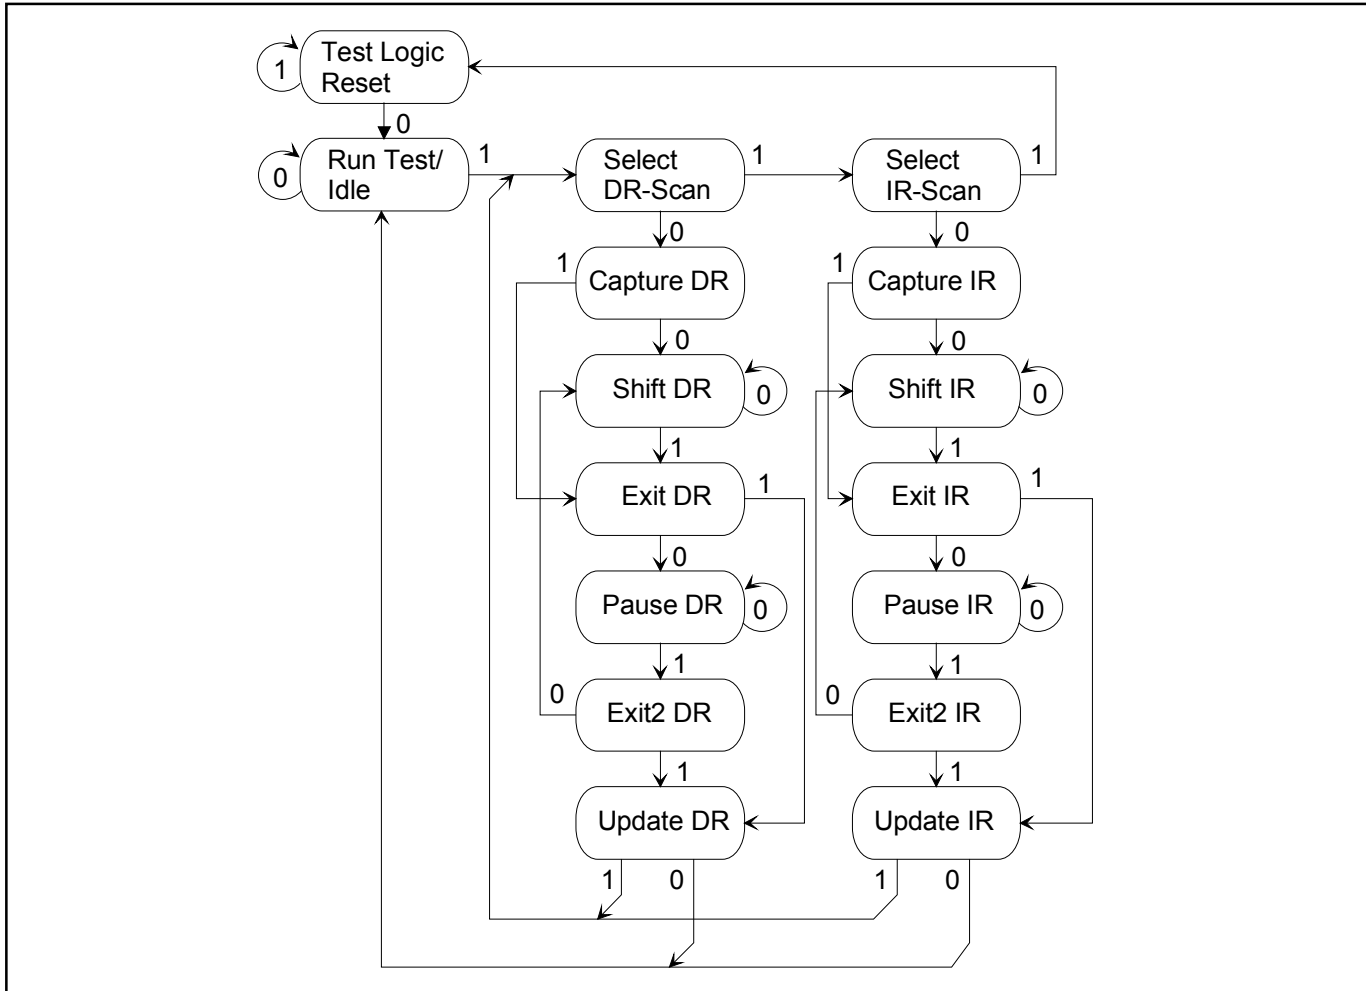 Test Logic
Reset
1
0
Run Test/
Idle
0
1
Select
DR-Scan
1
Select
IR-Scan
1
0
0
1
Capture DR
1
Capture IR
0
0
Shift DR
0
Shift IR
0
1
1
Exit DR
1
Exit IR
1
0
0
Pause DR
0
Pause IR
0
1
1
0
Exit2 DR
0
Exit2 IR
1
1
Update DR
Update IR
1
0
1
0